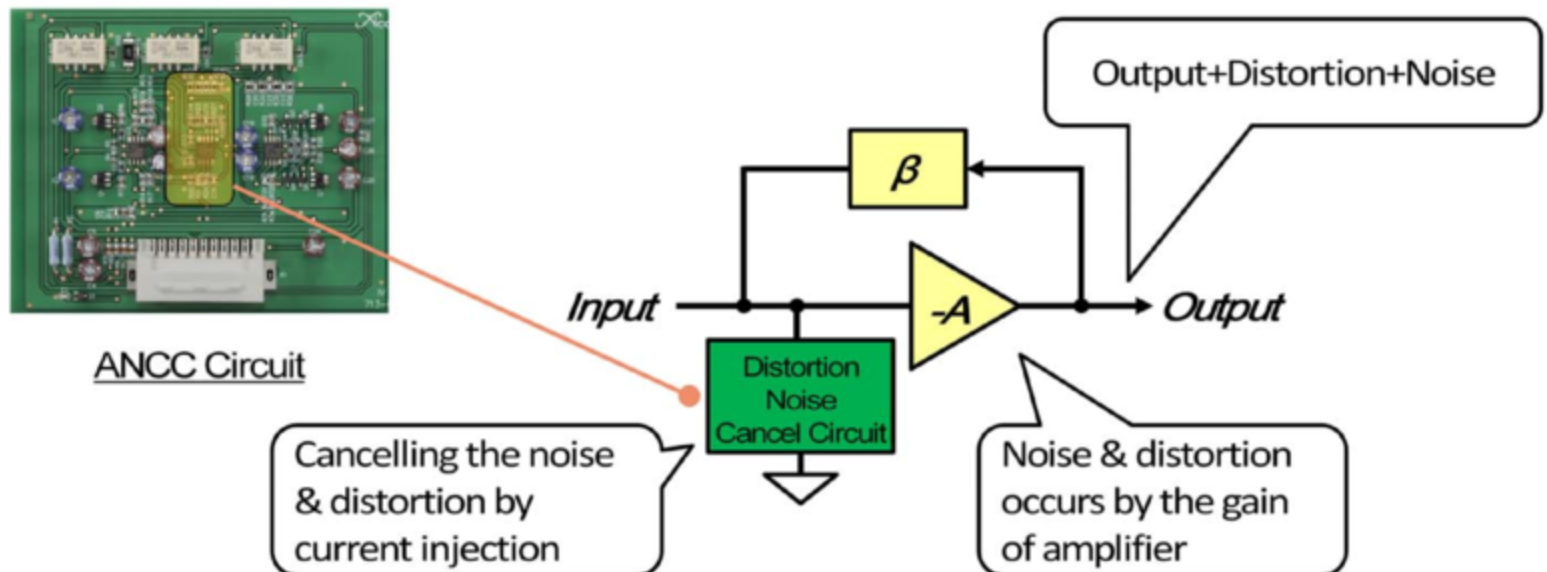 Output+Distortion+Noise
β
Input
-A
Output
ANCC Circuit
Distortion
Noise
Cancel Circuit
Cancelling the noise
& distortion by
current injection
Noise & distortion
occurs by the gain
of amplifier